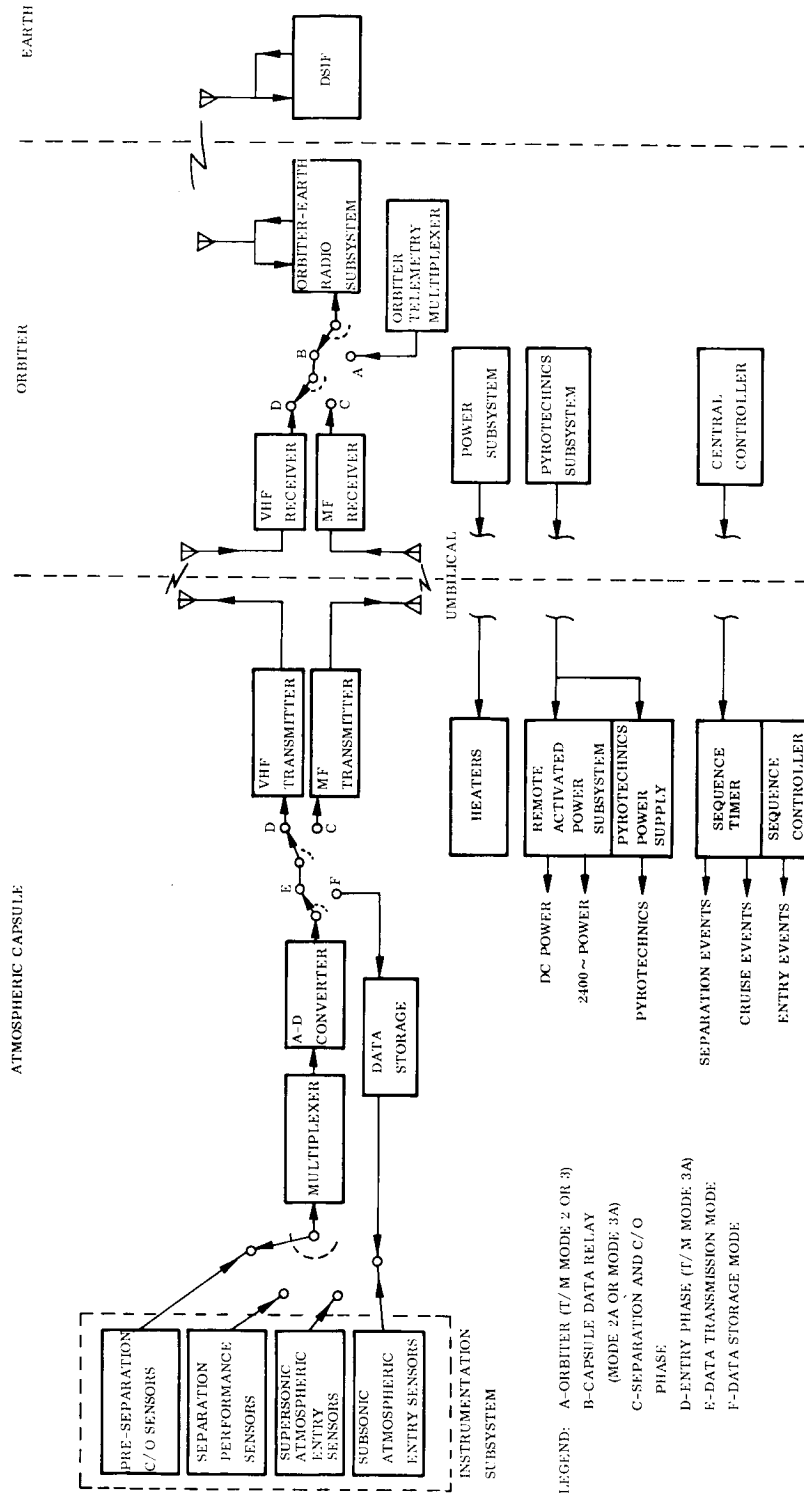 ATMOSPHERIC CAPSULE
ORBITER
EARTH
PRE-SEPARATION
C/O SENSORS
SEPARATION
PERFORMANCE
SENSORS
SUPERSONIC
ATMOSPHERIC
ENTRY
SENSORS
SUBSONIC
ATMOSPHERIC
ENTRY SENSORS
INSTRUMENTATION
SUBSYSTEM
MULTIPLEXER
A-D
CONVERTER
DATA
STORAGE
E
F
D
C
VHF
TRANSMITTER
MF
TRANSMITTER
VHF
RECEIVER
MF
RECEIVER
D
C
B
A
ORBITER-EARTH
RADIO
SUBSYSTEM
ORBITER
TELEMETRY
MULTIPLEXER
DSIF
UMBILICAL
HEATERS
POWER
SUBSYSTEM
DC POWER
2400~ POWER
PYROTECHNICS
REMOTE
ACTIVATED
POWER
SUBSYSTEM
PYROTECHNICS
POWER
SUPPLY
PYROTECHNICS
SUBSYSTEM
SEPARATION EVENTS
CRUISE EVENTS
ENTRY EVENTS
SEQUENCE
TIMER
SEQUENCE
CONTROLLER
CENTRAL
CONTROLLER
LEGEND: A-ORBITER (T/M MODE 2 OR 3)
B-CAPSULE DATA RELAY
(MODE 2A OR MODE 3A)
C-SEPARATION AND C/O
PHASE
D-ENTRY PHASE (T/M MODE 3A)
E-DATA TRANSMISSION MODE
F-DATA STORAGE MODE